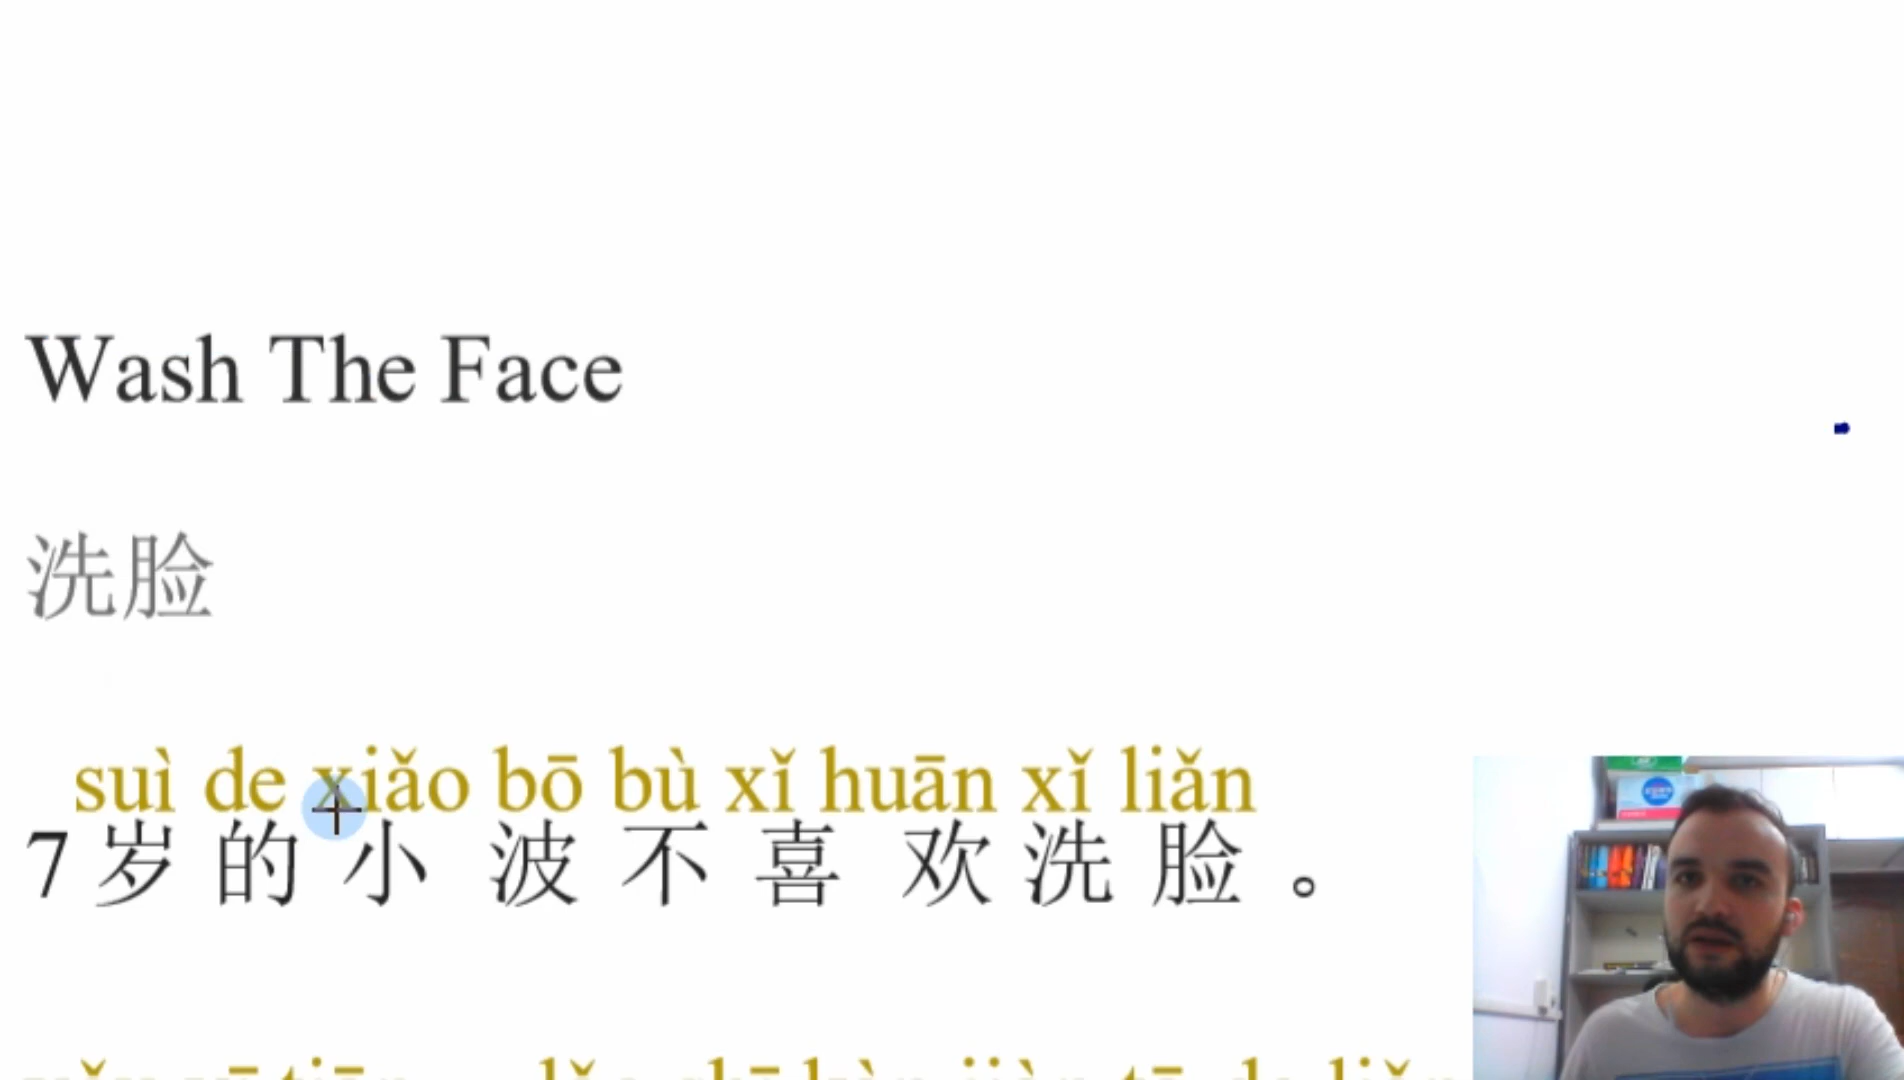 Wash The Face
洗脸
suì de xiǎo bō bù xǐ huān xǐ liǎn
7 岁 的 小 波 不 喜 欢 洗 脸 。